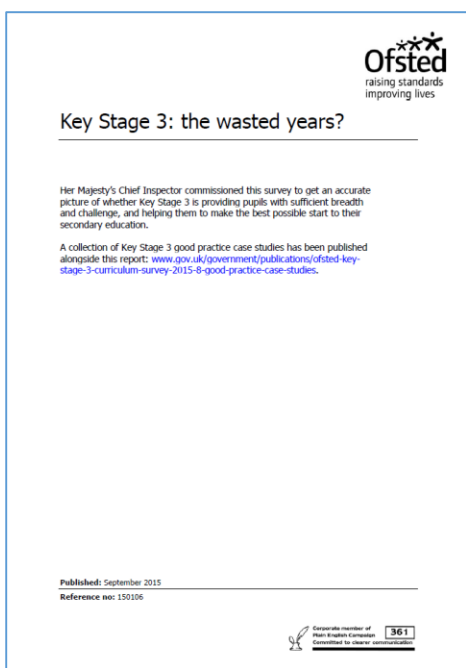 Ofsted
raising standards
improving lives
Key Stage 3: the wasted years?
Her Majesty's Chief Inspector commissioned this survey to get an accurate
picture of whether Key Stage 3 is providing pupils with sufficient breadth
and challenge, and helping them to make the best possible start to their
secondary education.
A collection of Key Stage 3 good practice case studies has been published
alongside this report: www.gov.uk/government/publications/ofsted-key-
stage-3-curriculum-survey-2015-8-good-practice-case-studies.
Published: September 2015
Reference no: 150106
Corporate member of
Plain English Campaign
Committed to clearer communication
361